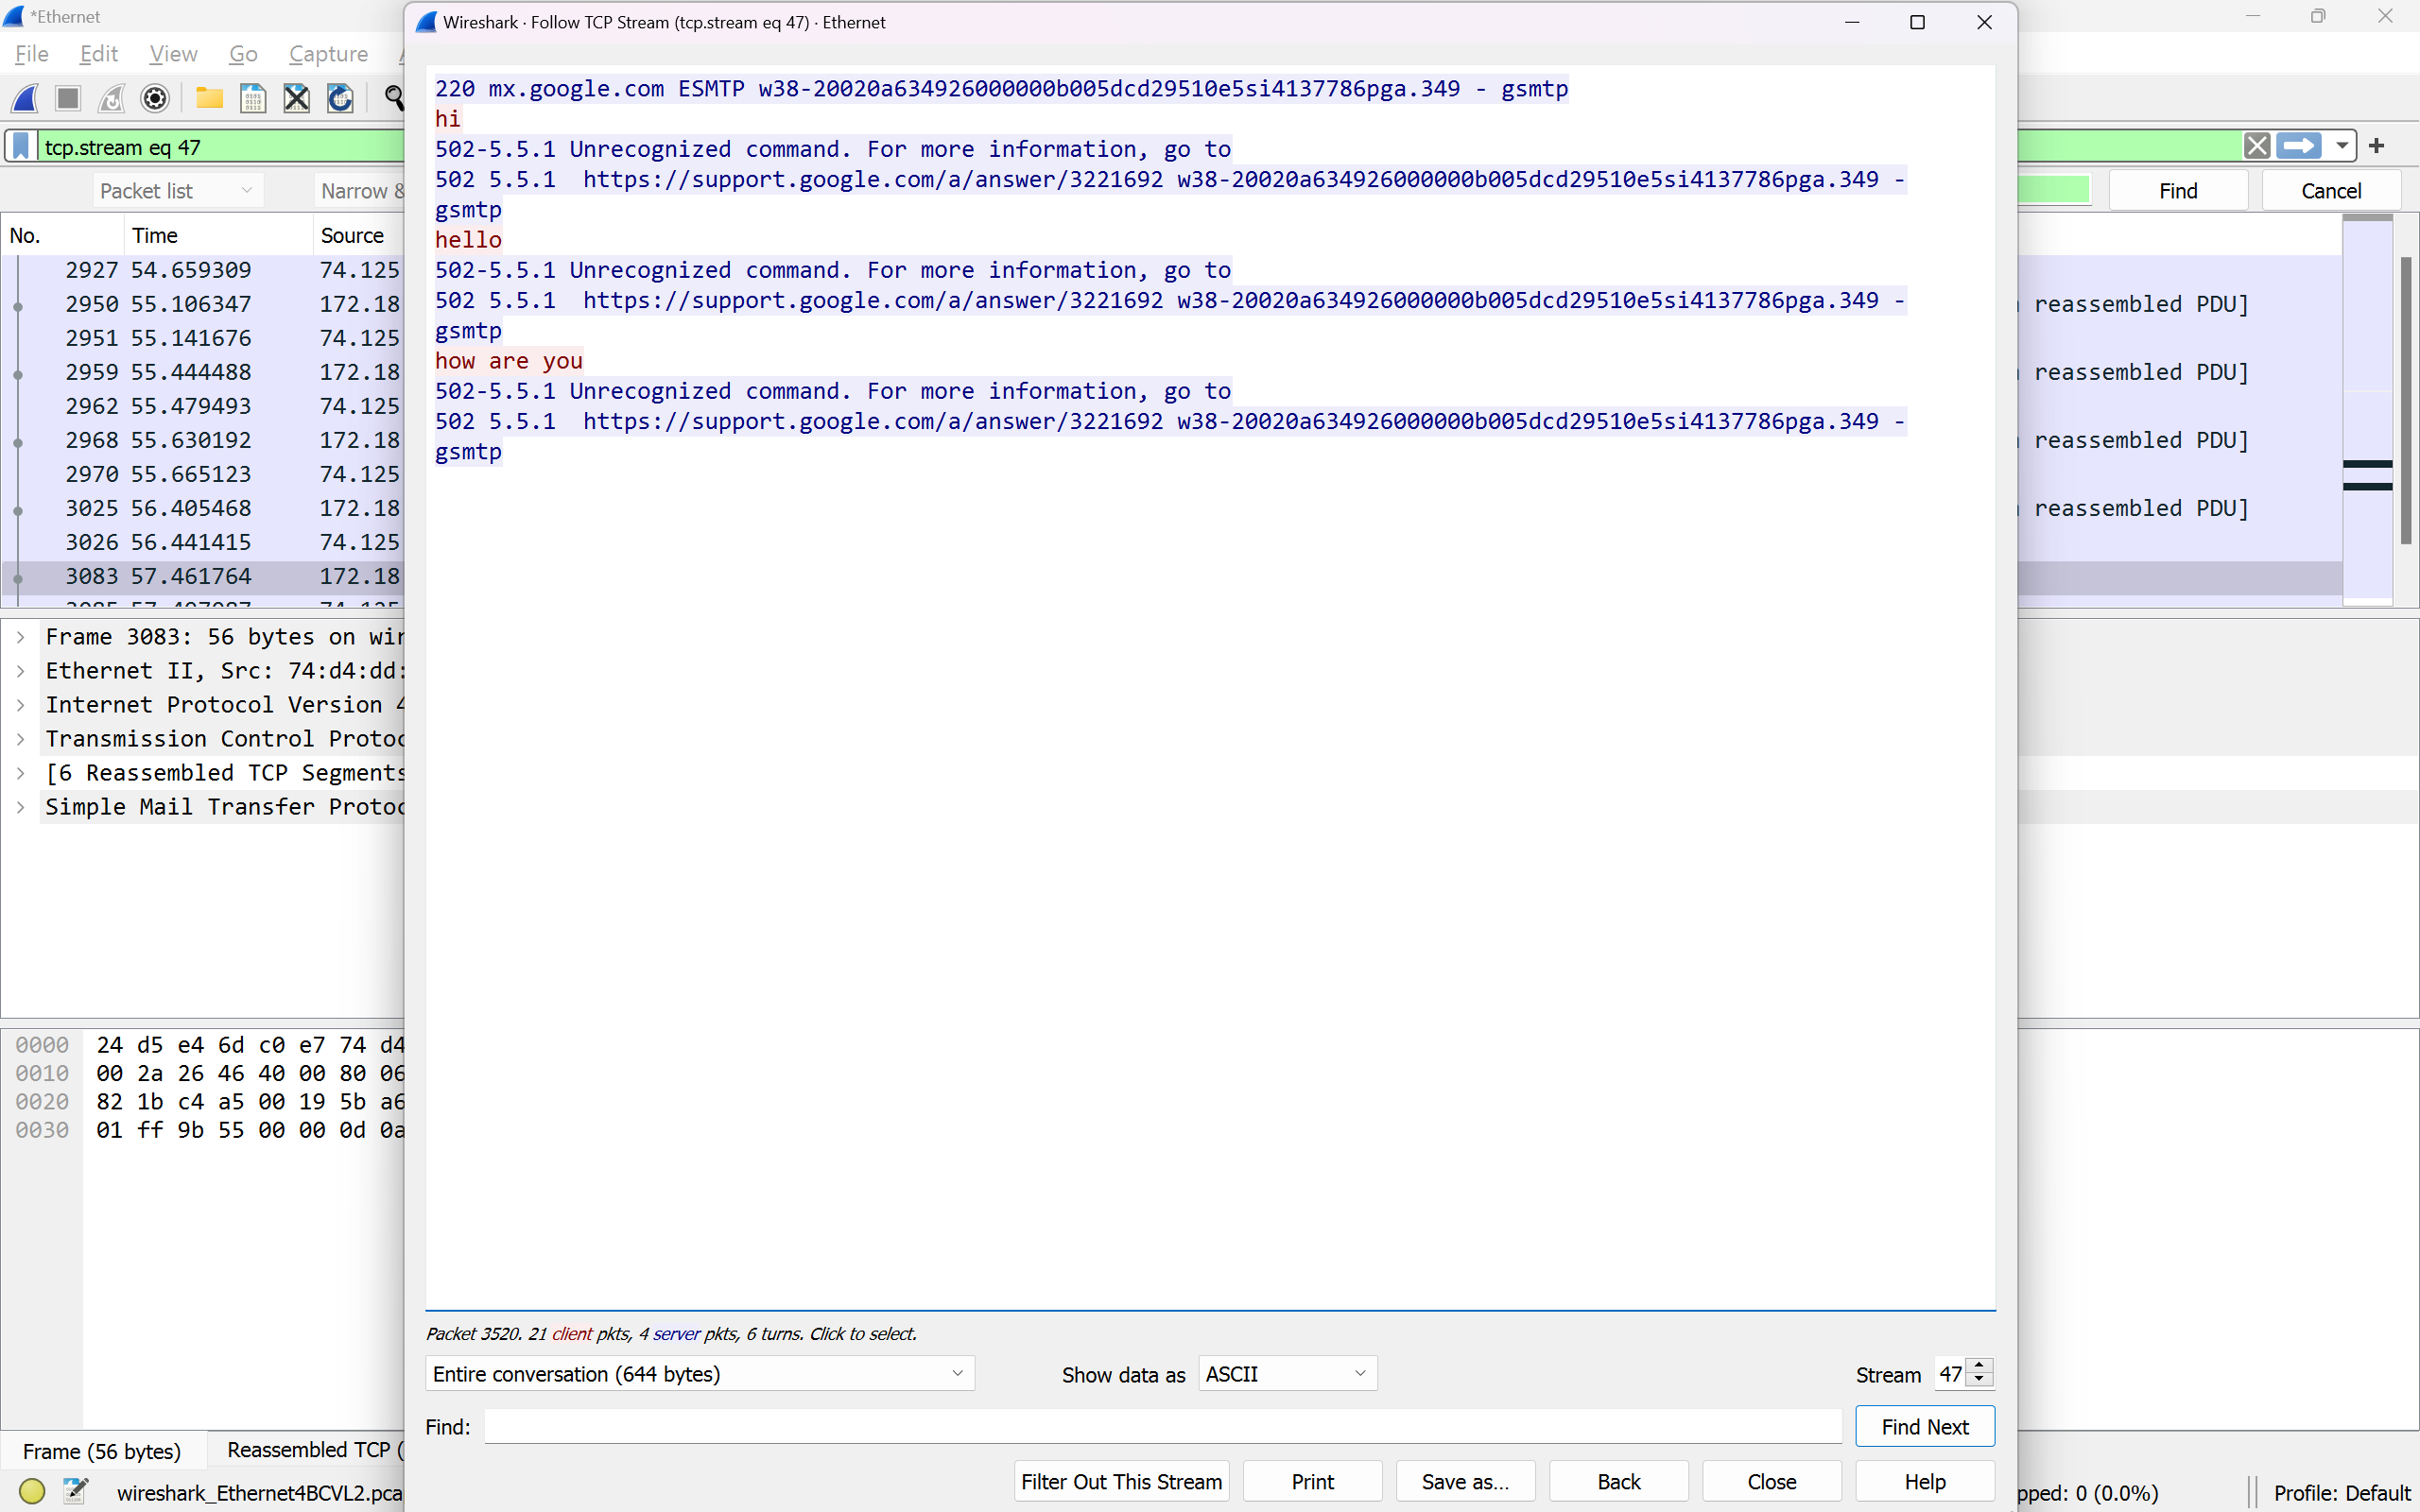 *Ethernet
Wireshark · Follow TCP Stream (tcp.stream eq 47) · Ethernet
File Edit View Go Capture
tcp.stream eq 47
Packet list Narrow &
Find Cancel
No. Time Source
2927 54.659309 74.125
2950 55.106347 172.18
reassembled PDU]
2951 55.141676 74.125
2959 55.444488 172.18
reassembled PDU]
2962 55.479493 74.125
2968 55.630192 172.18
reassembled PDU]
2970 55.665123 74.125
3025 56.405468 172.18
reassembled PDU]
3026 56.441415 74.125
3083 57.461764 172.18
Frame 3083: 56 bytes on wir
Ethernet II, Src: 74:d4:dd:
Internet Protocol Version 4
Transmission Control Protoc
[6 Reassembled TCP Segments
Simple Mail Transfer Protoc
0000 24 d5 e4 6d c0 e7 74 d4
0010 00 2a 26 46 40 00 80 06
0020 82 1b c4 a5 00 19 5b a6
0030 01 ff 9b 55 00 00 0d 0a
Frame (56 bytes) Reassembled TCP (
wireshark_Ethernet4BCVL2.pca
220 mx.google.com ESMTP w38-20020a634926000000b005dcd29510e5si4137786pga.349 - gsmtp
hi
502-5.5.1 Unrecognized command. For more information, go to
502 5.5.1  https://support.google.com/a/answer/3221692 w38-20020a634926000000b005dcd29510e5si4137786pga.349 -
gsmtp
hello
502-5.5.1 Unrecognized command. For more information, go to
502 5.5.1  https://support.google.com/a/answer/3221692 w38-20020a634926000000b005dcd29510e5si4137786pga.349 -
gsmtp
how are you
502-5.5.1 Unrecognized command. For more information, go to
502 5.5.1  https://support.google.com/a/answer/3221692 w38-20020a634926000000b005dcd29510e5si4137786pga.349 -
gsmtp
Packet 3520. 21 client pkts, 4 server pkts, 6 turns. Click to select.
Entire conversation (644 bytes) Show data as ASCII Stream 47
Find: Find Next
Filter Out This Stream Print Save as... Back Close Help
pped: 0 (0.0%) Profile: Default